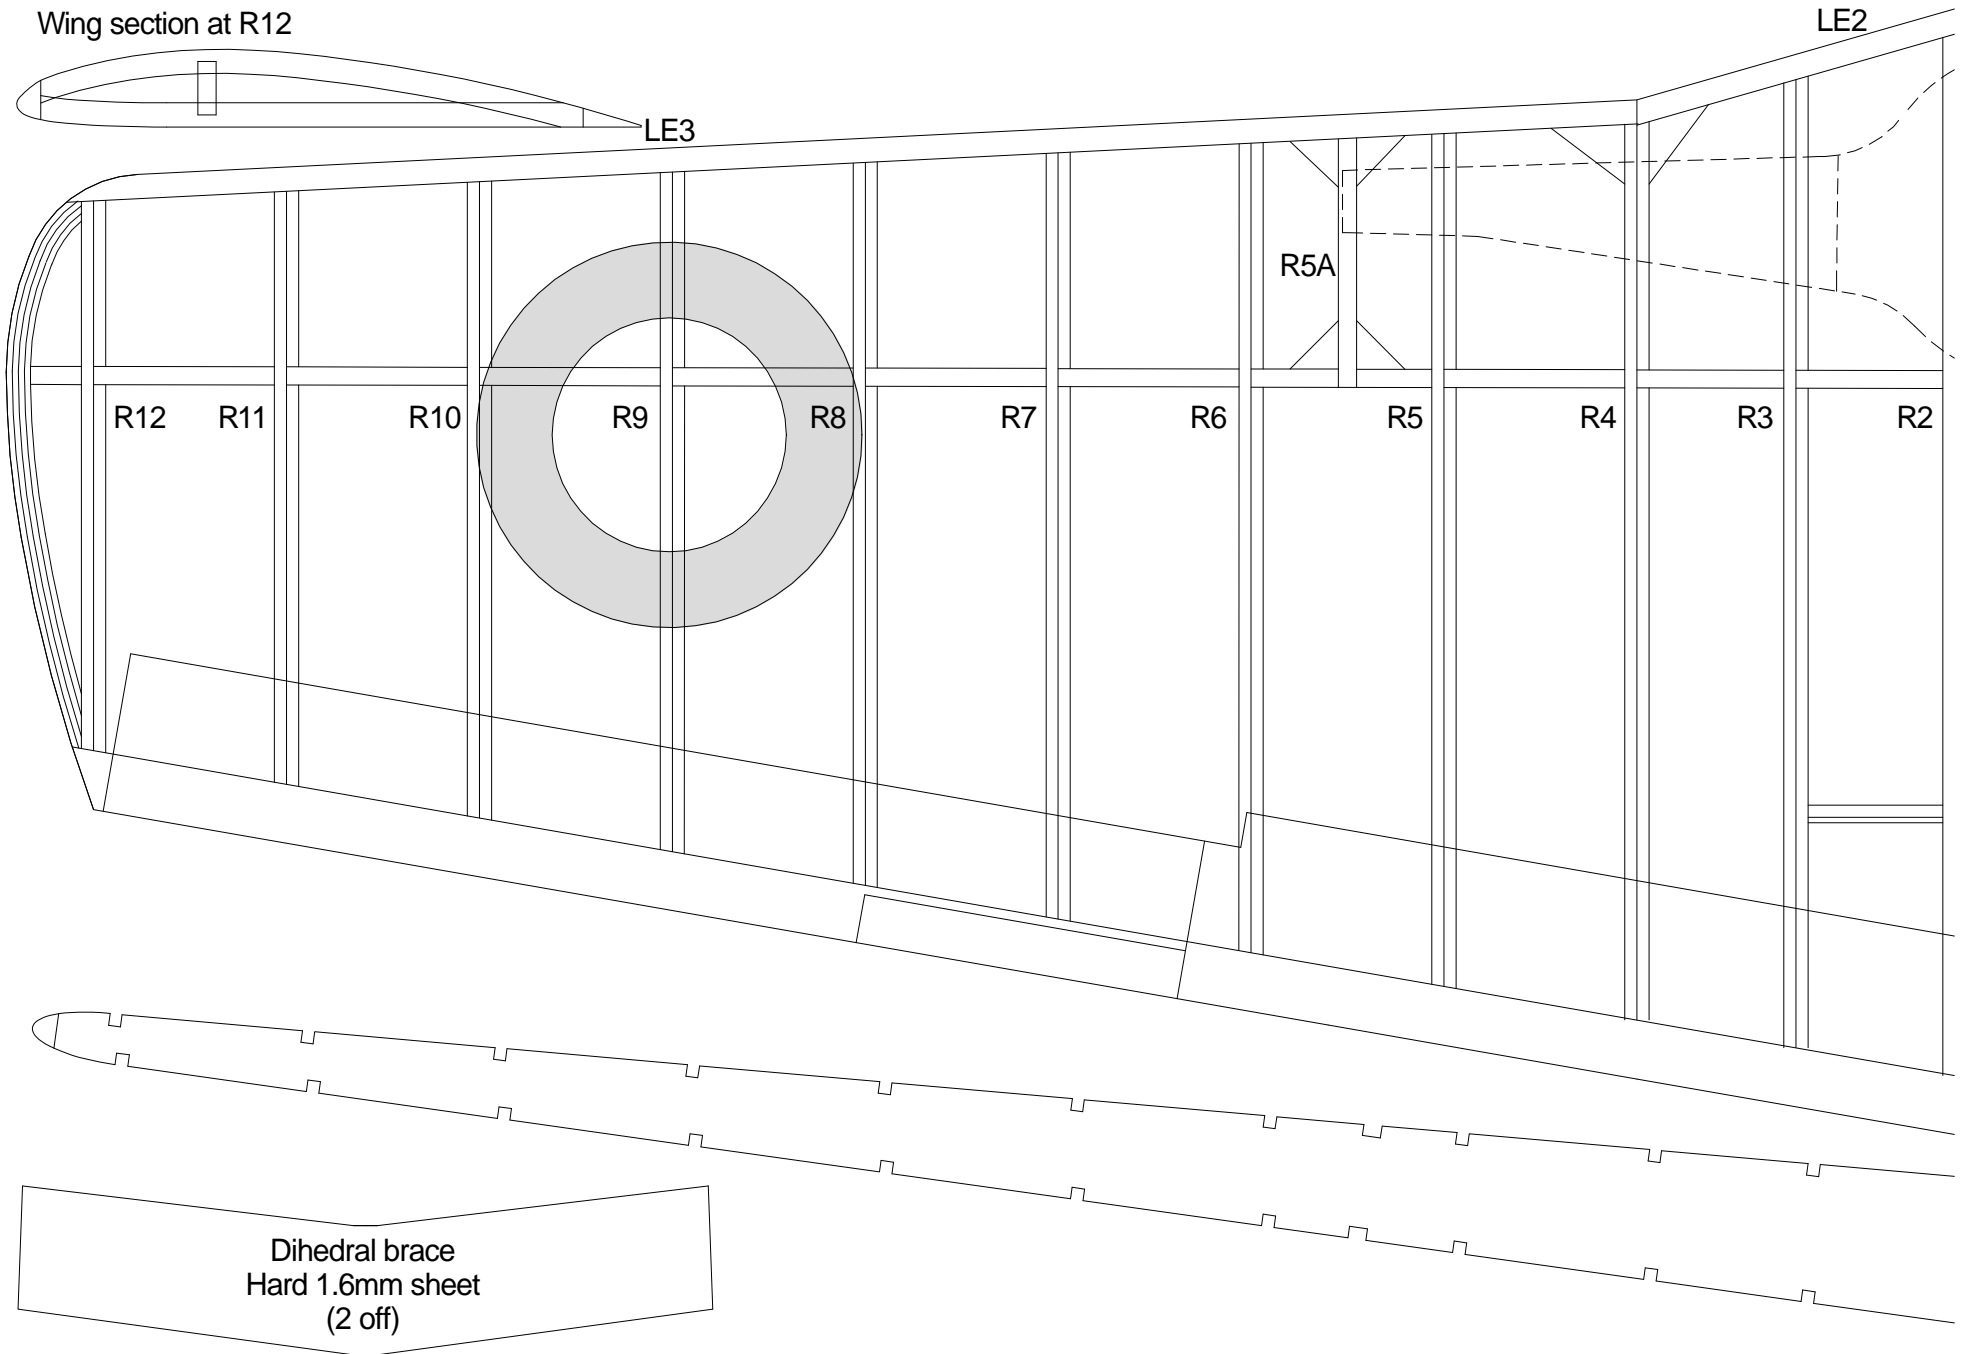 Wing section at R12
LE2
LE3
R5A
R12
R11
R10
R9
R8
R7
R6
R5
R4
R3
R2
Dihedral brace
Hard 1.6mm sheet
(2 off)